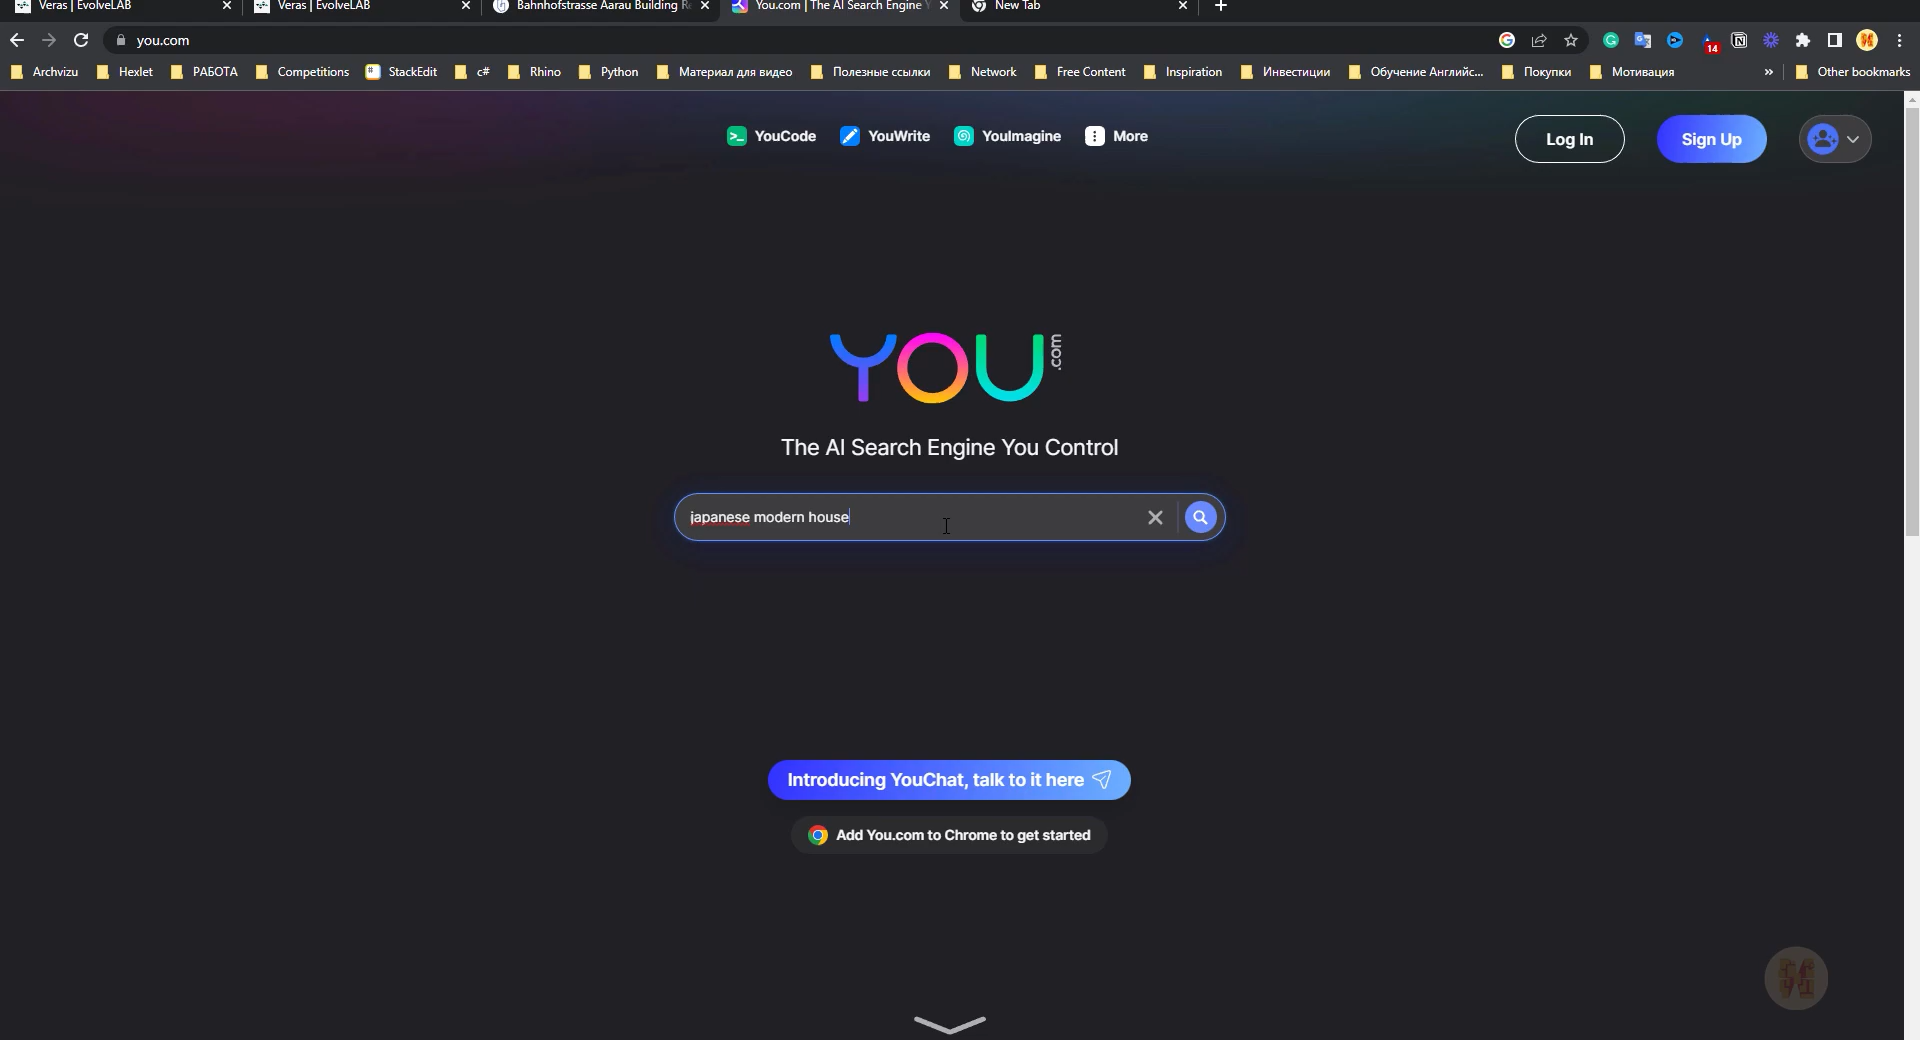 Veras | EvolveLAB
Veras | EvolveLAB
Bahnhofstrasse Aarau Building Re
You.com | The AI Search Engine Y
New Tab
you.com
14
Archvizu
Hexlet
РАБОТА
Competitions
StackEdit
c#
Rhino
Python
Материал для видео
Полезные ссылки
Network
Free Content
Inspiration
Инвестиции
Обучение Английс...
Покупки
Мотивация
»
Other bookmarks
YouCode
YouWrite
YouImagine
More
Log In
Sign Up
YOU.com
The AI Search Engine You Control
japanese modern house
Introducing YouChat, talk to it here
Add You.com to Chrome to get started